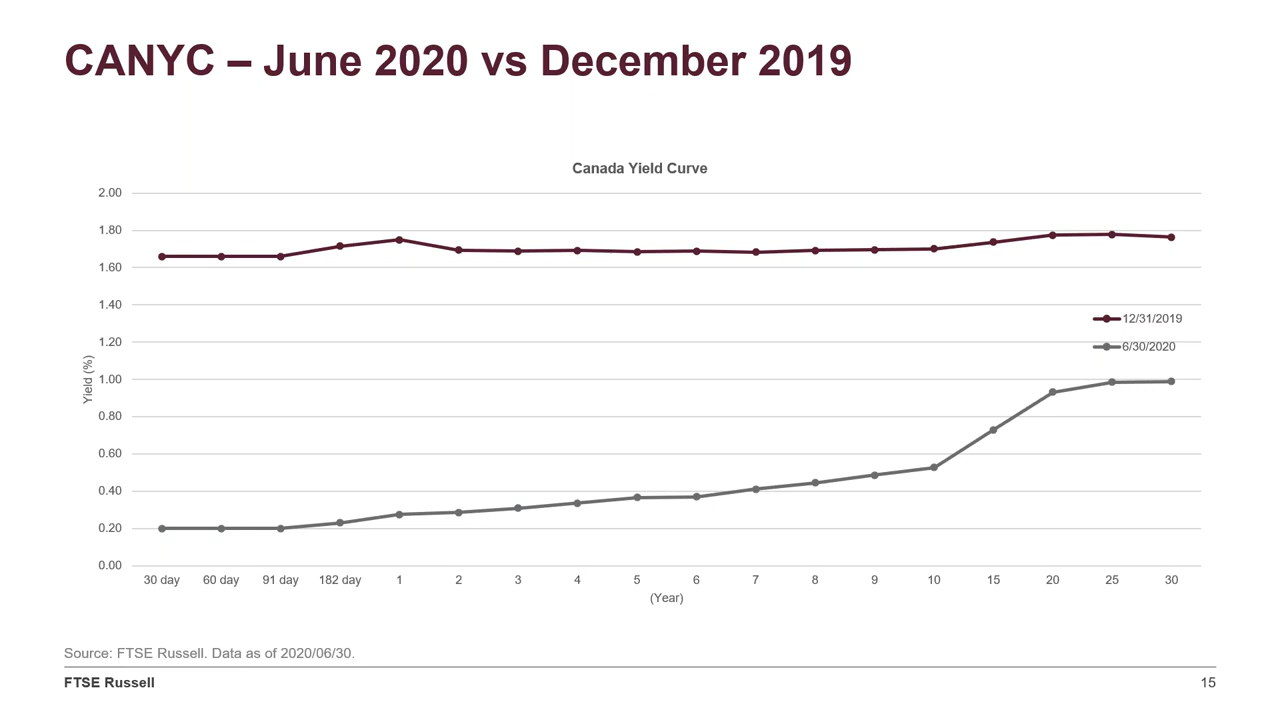 CANYC – June 2020 vs December 2019
Canada Yield Curve
2.00
1.80
1.60
1.40
12/31/2019
1.20
6/30/2020
Yield (%)
1.00
0.80
0.60
0.40
0.20
0.00
30 day 60 day 91 day 182 day 1 2 3 4 5 6 7 8 9 10 15 20 25 30
(Year)
Source: FTSE Russell. Data as of 2020/06/30.
FTSE Russell 15